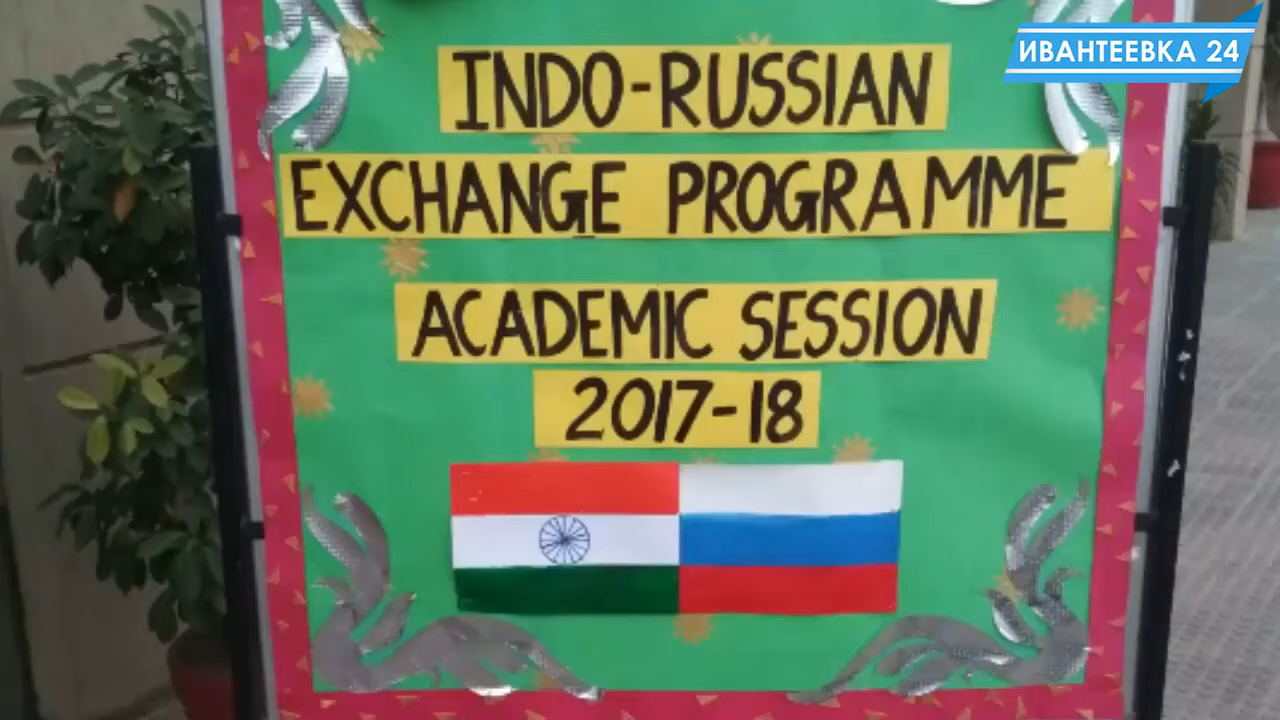 ИВАНТЕЕВКА 24
INDO-RUSSIAN
EXCHANGE PROGRAMME
ACADEMIC SESSION
2017-18